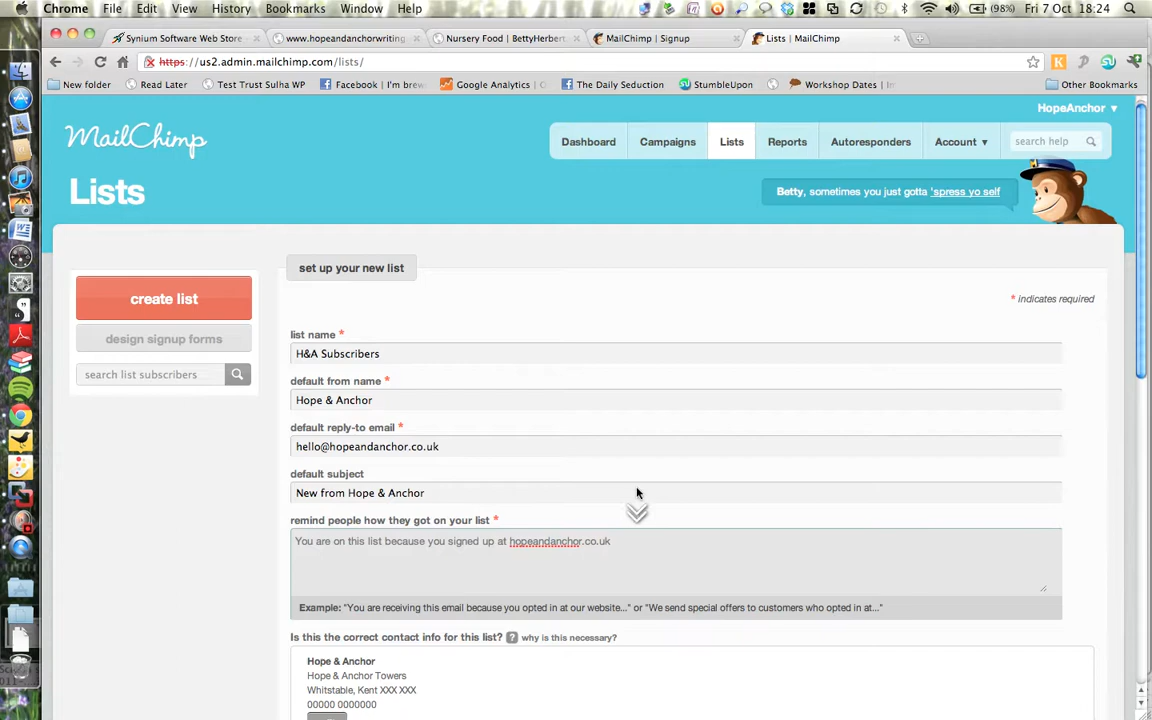 Chrome File Edit View History Bookmarks Window Help (98%) Fri 7 Oct 18:24
Synium Software Web Store www.hopeandanchorwriting. Nursery Food | BettyHerbert. MailChimp | Signup Lists | MailChimp
https://us2.admin.mailchimp.com/lists/
New folder Read Later Test Trust Sulha WP Facebook | I'm brew Google Analytics | O The Daily Seduction StumbleUpon Workshop Dates | In Other Bookmarks
HopeAnchor ▼
MailChimp
Dashboard Campaigns Lists Reports Autoresponders Account ▼ search help
Lists
Betty, sometimes you just gotta 'spress yo self
create list
design signup forms
search list subscribers
set up your new list
* indicates required
list name *
H&A Subscribers
default from name *
Hope & Anchor
default reply-to email *
hello@hopeandanchor.co.uk
default subject
New from Hope & Anchor
remind people how they got on your list *
You are on this list because you signed up at hopeandanchor.co.uk
Example: "You are receiving this email because you opted in at our website..." or "We send special offers to customers who opted in at..."
Is this the correct contact info for this list? ? why is this necessary?
Hope & Anchor
Hope & Anchor Towers
Whitstable, Kent XXX XXX
00000 0000000